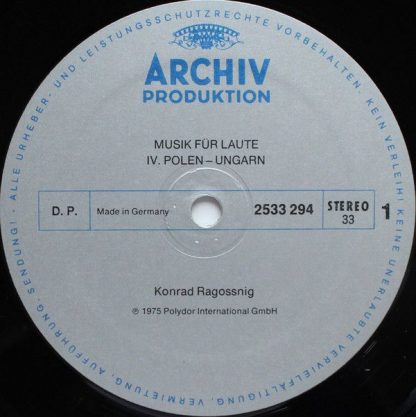 ALLE URHEBER- UND LEISTUNGSSCHUTZRECHTE VORBEHALTEN · KEIN VERLEIH! KEINE UNERLAUBTE VERVIELFÄLTIGUNG, VERMIETUNG, AUFFÜHRUNG, SENDUNG! ·
ARCHIV
PRODUKTION
MUSIK FÜR LAUTE
IV. POLEN – UNGARN
D. P. Made in Germany 2533 294 STEREO 33 1
Konrad Ragossnig
℗ 1975 Polydor International GmbH